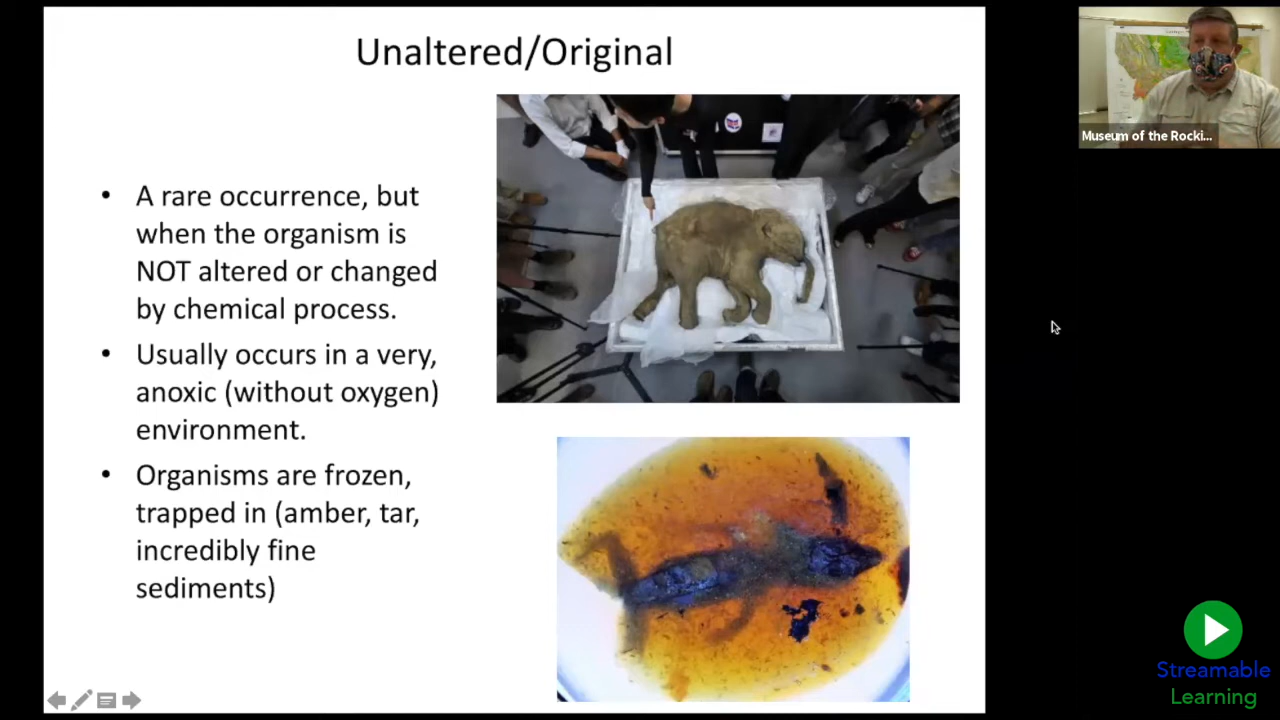 Unaltered/Original
• A rare occurrence, but
when the organism is
NOT altered or changed
by chemical process.
• Usually occurs in a very,
anoxic (without oxygen)
environment.
• Organisms are frozen,
trapped in (amber, tar,
incredibly fine
sediments)
Museum of the Rocki...
Streamable
Learning